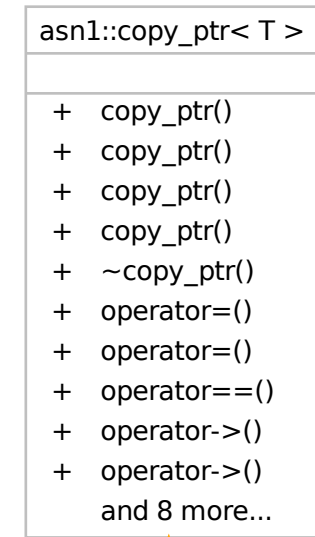 asn1::copy_ptr< T >
+ copy_ptr()
+ copy_ptr()
+ copy_ptr()
+ copy_ptr()
+ ~copy_ptr()
+ operator=()
+ operator=()
+ operator==()
+ operator->()
+ operator->()
and 8 more...